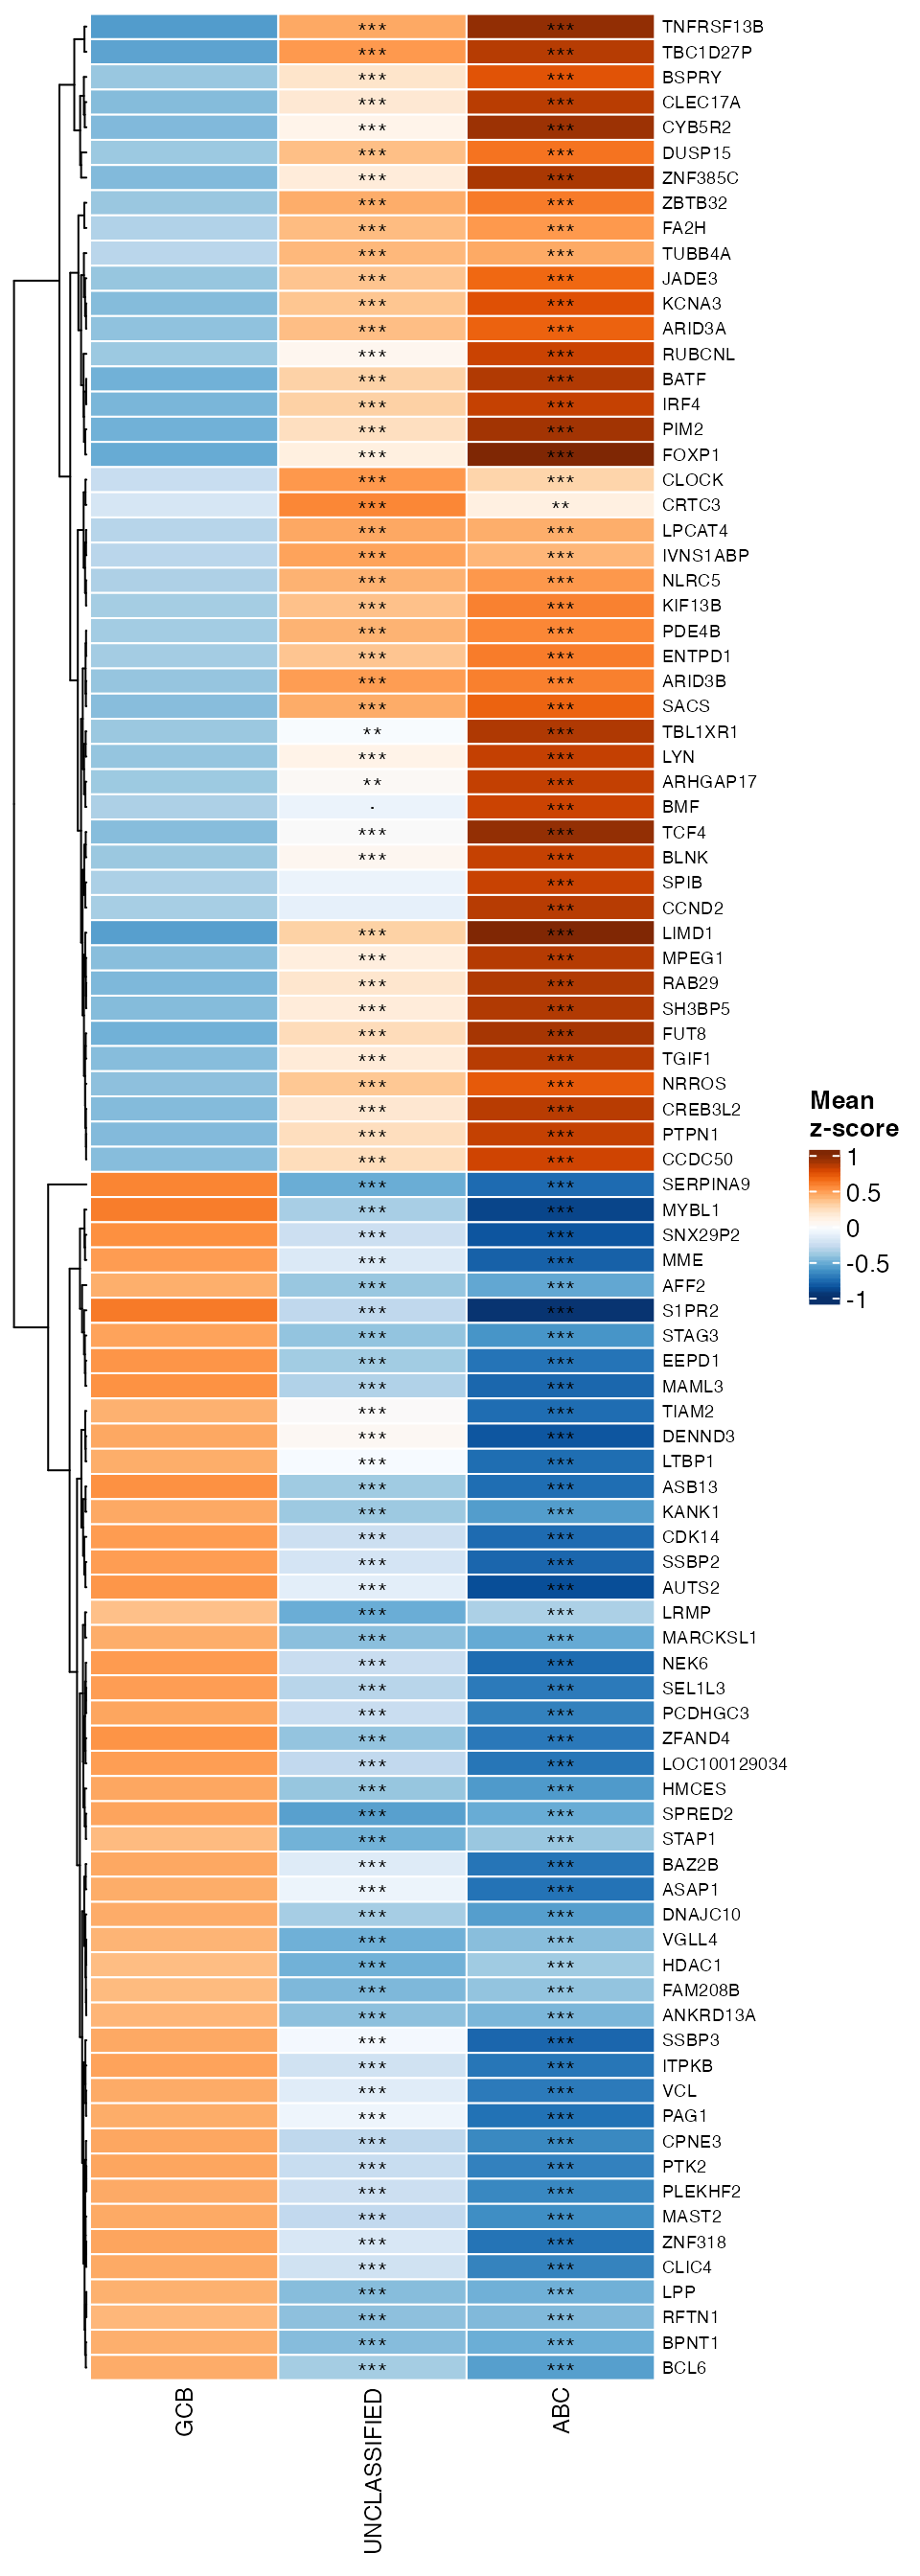 *** *** TNFRSF13B
*** *** TBC1D27P
*** *** BSPRY
*** *** CLEC17A
*** *** CYB5R2
*** *** DUSP15
*** *** ZNF385C
*** *** ZBTB32
*** *** FA2H
*** *** TUBB4A
*** *** JADE3
*** *** KCNA3
*** *** ARID3A
*** *** RUBCNL
*** *** BATF
*** *** IRF4
*** *** PIM2
*** *** FOXP1
*** *** CLOCK
*** ** CRTC3
*** *** LPCAT4
*** *** IVNS1ABP
*** *** NLRC5
*** *** KIF13B
*** *** PDE4B
*** *** ENTPD1
*** *** ARID3B
*** *** SACS
** *** TBL1XR1
*** *** LYN
** *** ARHGAP17
. *** BMF
*** *** TCF4
*** *** BLNK
*** SPIB
*** CCND2
*** *** LIMD1
*** *** MPEG1
*** *** RAB29
*** *** SH3BP5
*** *** FUT8
*** *** TGIF1
*** *** NRROS
*** *** CREB3L2
*** *** PTPN1
*** *** CCDC50
*** *** SERPINA9
*** *** MYBL1
*** *** SNX29P2
*** *** MME
*** *** AFF2
*** *** S1PR2
*** *** STAG3
*** *** EEPD1
*** *** MAML3
*** *** TIAM2
*** *** DENND3
*** *** LTBP1
*** *** ASB13
*** *** KANK1
*** *** CDK14
*** *** SSBP2
*** *** AUTS2
*** *** LRMP
*** *** MARCKSL1
*** *** NEK6
*** *** SEL1L3
*** *** PCDHGC3
*** *** ZFAND4
*** *** LOC100129034
*** *** HMCES
*** *** SPRED2
*** *** STAP1
*** *** BAZ2B
*** *** ASAP1
*** *** DNAJC10
*** *** VGLL4
*** *** HDAC1
*** *** FAM208B
*** *** ANKRD13A
*** *** SSBP3
*** *** ITPKB
*** *** VCL
*** *** PAG1
*** *** CPNE3
*** *** PTK2
*** *** PLEKHF2
*** *** MAST2
*** *** ZNF318
*** *** CLIC4
*** *** LPP
*** *** RFTN1
*** *** BPNT1
*** *** BCL6
GCB
UNCLASSIFIED
ABC
Mean
z-score
1
0.5
0
-0.5
-1